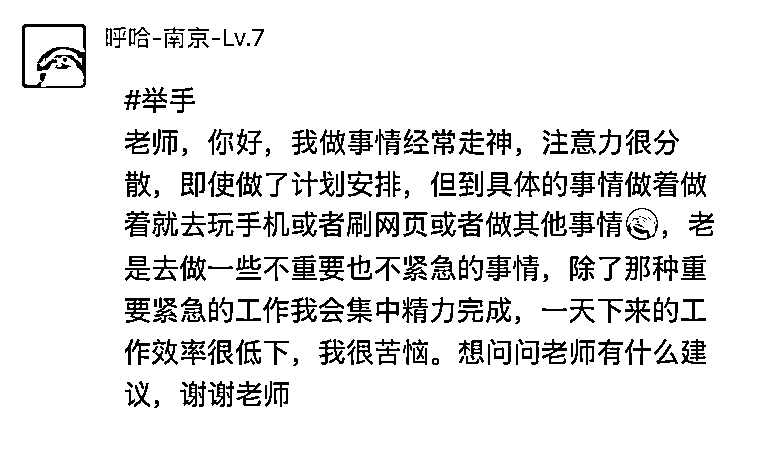 呼哈-南京-Lv.7
#举手
老师，你好，我做事情经常走神，注意力很分
散，即使做了计划安排，但到具体的事情做着做
着就去玩手机或者刷网页或者做其他事情，老
是去做一些不重要也不紧急的事情，除了那种重
要紧急的工作我会集中精力完成，一天下来的工
作效率很低下，我很苦恼。想问问老师有什么建
议，谢谢老师